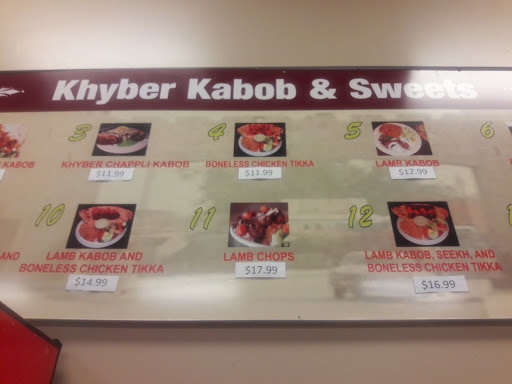 Khyber Kabob & Sweets
3
4
5
6
KABOB
KHYBER CHAPPLI KABOB
BONELESS CHICKEN TIKKA
LAMB KABOB
$11.99
$11.99
$12.99
10
11
12
AND
LAMB KABOB AND
BONELESS CHICKEN TIKKA
LAMB CHOPS
LAMB KABOB, SEEKH, AND
BONELESS CHICKEN TIKKA
$14.99
$17.99
$16.99